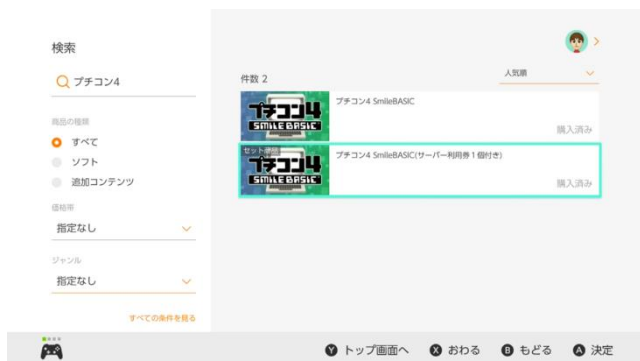 検索
プチコン4
商品の種類
すべて
ソフト
追加コンテンツ
価格帯
指定なし
ジャンル
指定なし
すべての条件を見る
件数 2
人気順
プチコン4
SMILE BASIC
プチコン4 SmileBASIC
購入済み
セット商品
プチコン4
SMILE BASIC
プチコン4 SmileBASIC(サーバー利用券1個付き)
購入済み
Y トップ画面へ X おわる B もどる A 決定